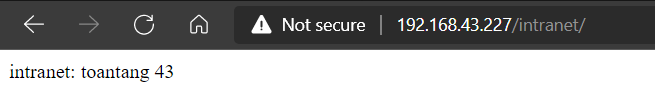 Not secure | 192.168.43.227/intranet/
intranet: toantang 43